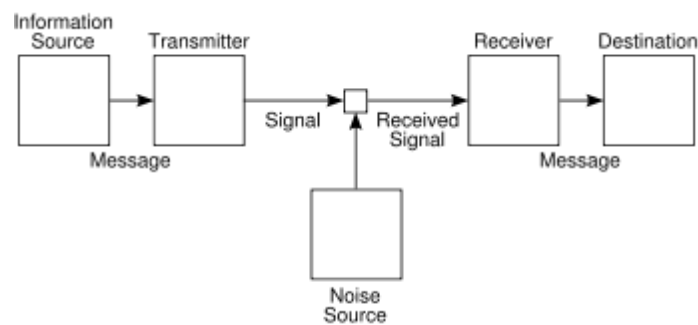 Information
Source
Transmitter
Receiver
Destination
Signal
Received
Signal
Message
Message
Noise
Source